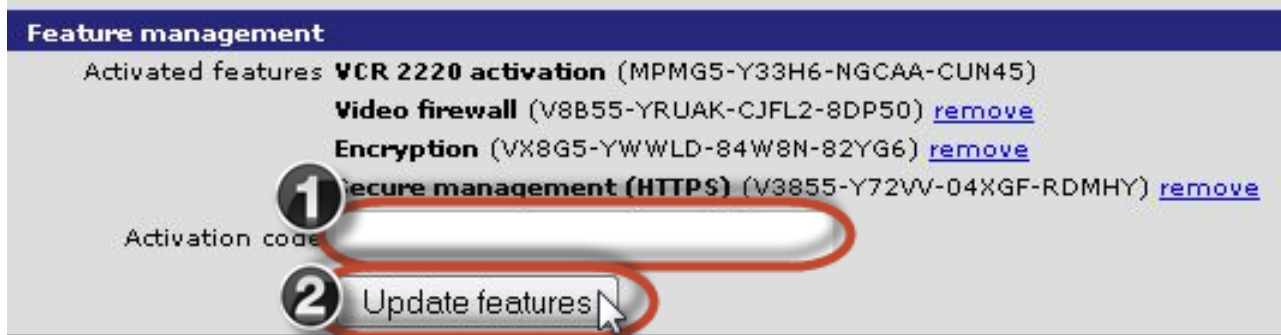 Feature management
Activated features VCR 2220 activation (MPMG5-Y33H6-NGCAA-CUN45)
Video firewall (V8B55-YRUAK-CJFL2-8DP50) remove
Encryption (VX8G5-YWWLD-84W8N-82YG6) remove
1 Secure management (HTTPS) (V3855-Y72VV-04XGF-RDMHY) remove
Activation code
2 Update features